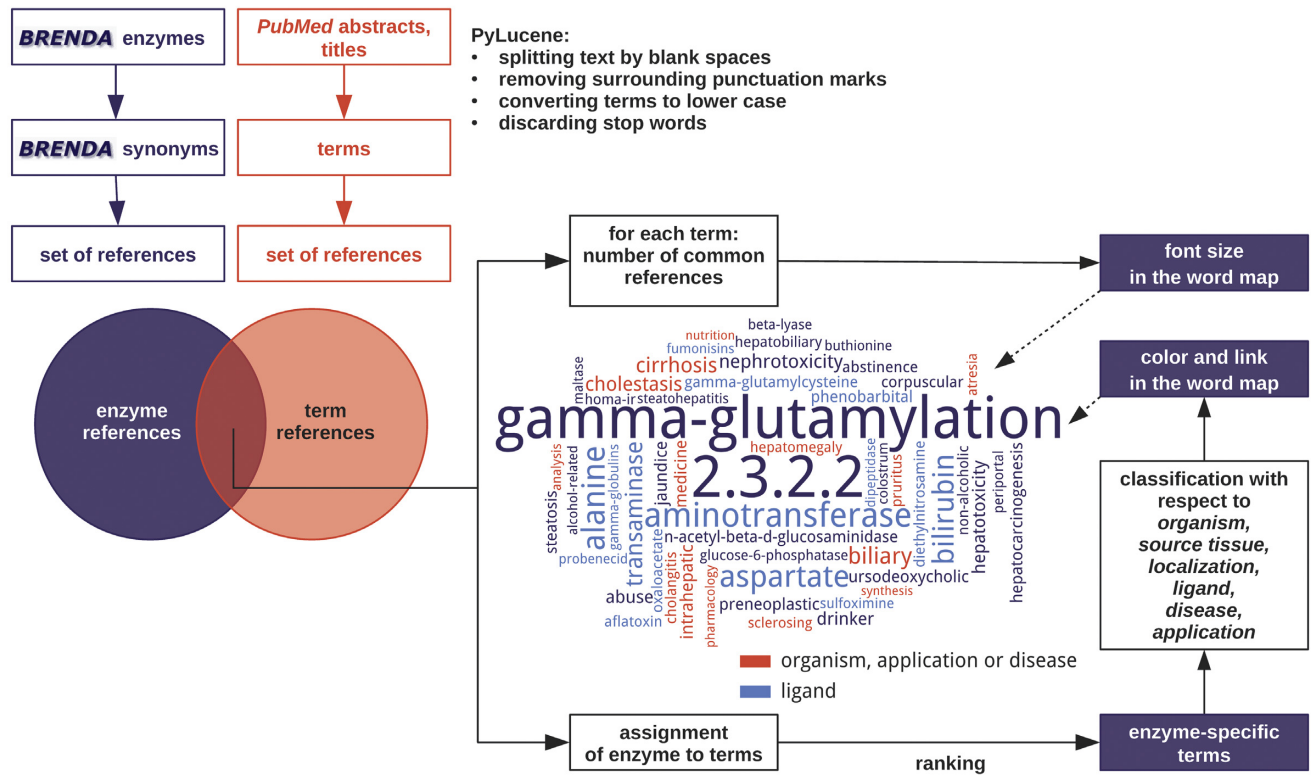 BRENDA enzymes
PubMed abstracts,
titles
PyLucene:
• splitting text by blank spaces
• removing surrounding punctuation marks
• converting terms to lower case
• discarding stop words
BRENDA synonyms
terms
set of references
set of references
for each term:
number of common
references
font size
in the word map
color and link
in the word map
enzyme
references
term
references
beta-lyase
nutrition
hepatobiliary
buthionine
fumonisins
cirrhosis
nephrotoxicity
abstinence
atresia
maltase
cholestasis
gamma-glutamylcysteine
corpuscular
homa-ir
steatohepatitis
phenobarbital
gamma-glutamylation
hepatomegaly
2.3.2.2
steatosis
analysis
alcohol-related
alanine
gamma-globulins
transaminase
jaundice
medicine
dipeptidase
colostrum
pruritus
diethylnitrosamine
bilirubin
non-alcoholic
hepatotoxicity
periportal
hepatocarcinogenesis
aminotransferase
n-acetyl-beta-d-glucosaminidase
probenecid
oxaloacetate
cholangitis
intrahepatic
pharmacology
glucose-6-phosphatase
biliary
aspartate
ursodeoxycholic
synthesis
abuse
preneoplastic
sulfoximine
aflatoxin
sclerosing
drinker
organism, application or disease
ligand
classification with
respect to
organism,
source tissue,
localization,
ligand,
disease,
application
assignment
of enzyme to terms
ranking
enzyme-specific
terms